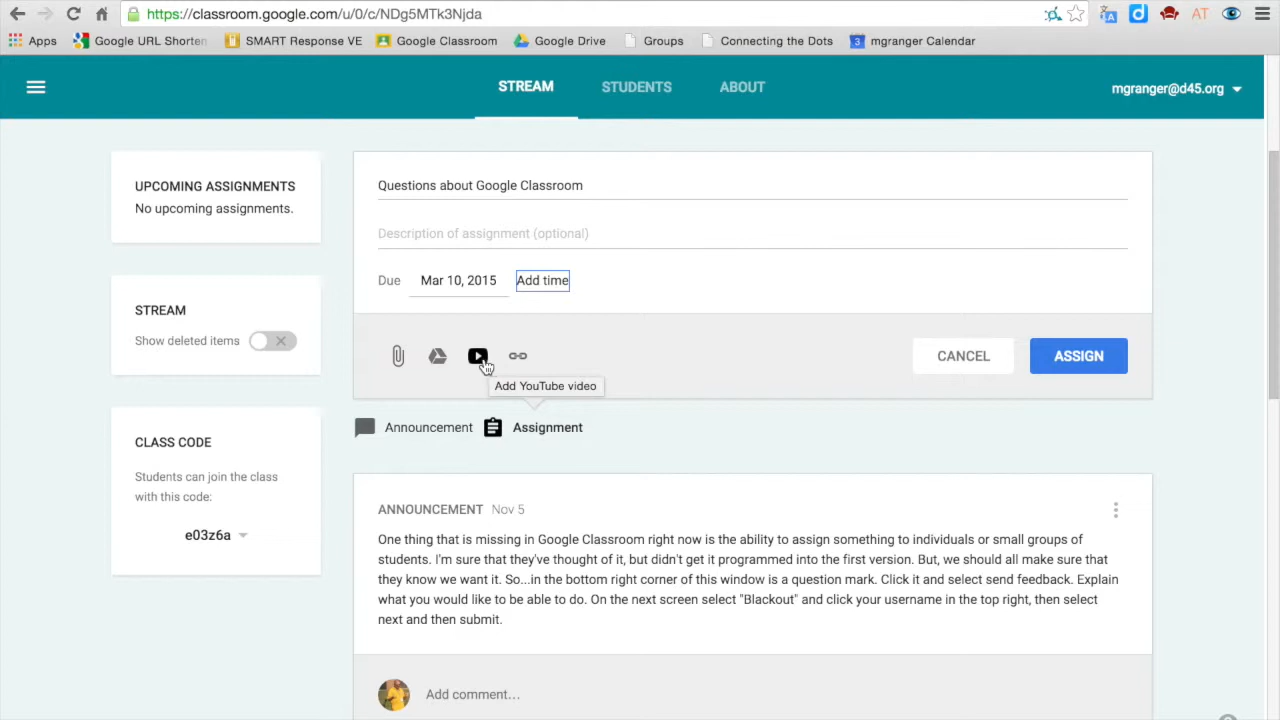 https://classroom.google.com/u/0/c/NDg5MTk3Njda
Apps Google URL Shorten SMART Response VE Google Classroom Google Drive Groups Connecting the Dots 3 mgranger Calendar
STREAM STUDENTS ABOUT mgranger@d45.org
UPCOMING ASSIGNMENTS
No upcoming assignments.
STREAM
Show deleted items
CLASS CODE
Students can join the class
with this code:
e03z6a
Questions about Google Classroom
Description of assignment (optional)
Due Mar 10, 2015 Add time
CANCEL ASSIGN
Add YouTube video
Announcement Assignment
ANNOUNCEMENT Nov 5
One thing that is missing in Google Classroom right now is the ability to assign something to individuals or small groups of
students. I'm sure that they've thought of it, but didn't get it programmed into the first version. But, we should all make sure that
they know we want it. So...in the bottom right corner of this window is a question mark. Click it and select send feedback. Explain
what you would like to be able to do. On the next screen select "Blackout" and click your username in the top right, then select
next and then submit.
Add comment...